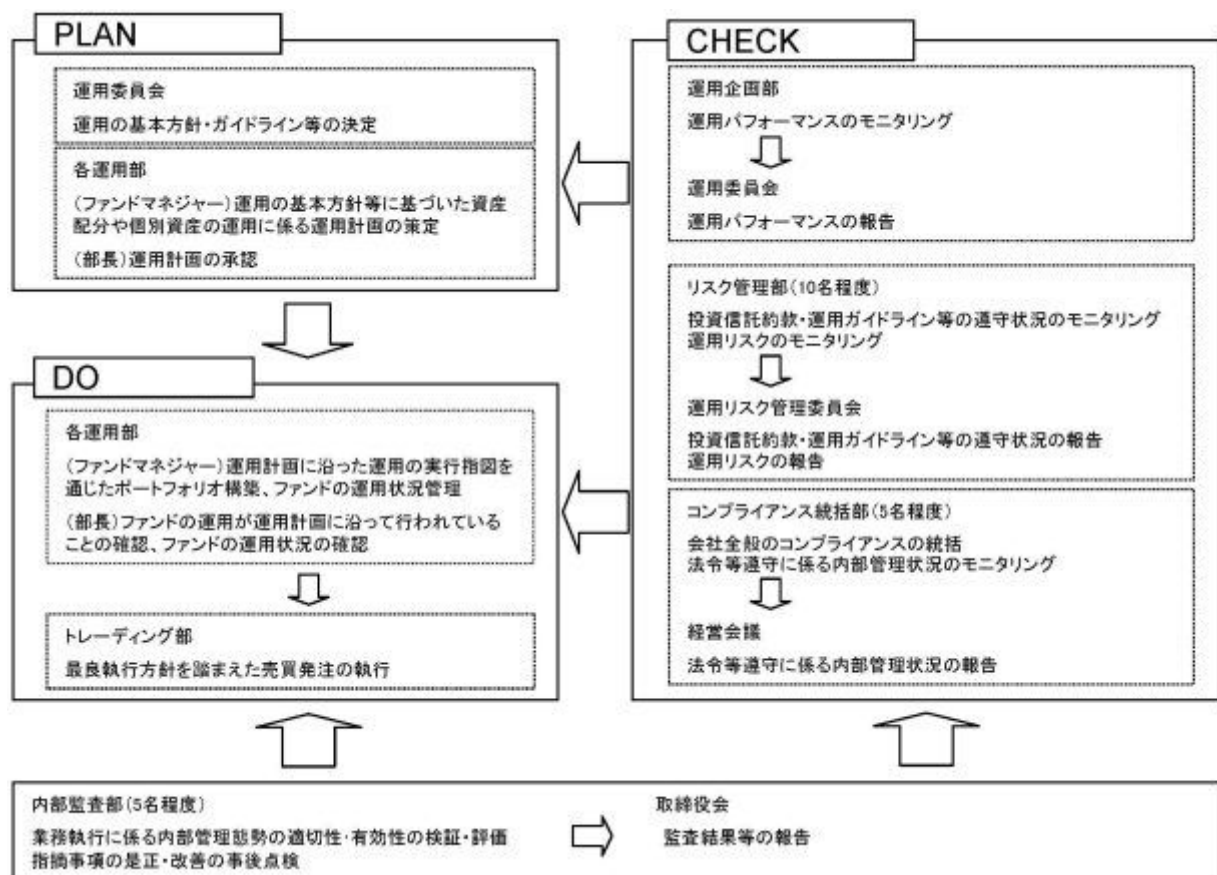 PLAN
運用委員会
運用の基本方針・ガイドライン等の決定
各運用部
(ファンドマネジャー)運用の基本方針等に基づいた資産
配分や個別資産の運用に係る運用計画の策定
(部長)運用計画の承認
DO
各運用部
(ファンドマネジャー)運用計画に沿った運用の実行指図を
通じたポートフォリオ構築、ファンドの運用状況管理
(部長)ファンドの運用が運用計画に沿って行われている
ことの確認、ファンドの運用状況の確認
トレーディング部
最良執行方針を踏まえた売買発注の執行
CHECK
運用企画部
運用パフォーマンスのモニタリング
運用委員会
運用パフォーマンスの報告
リスク管理部(10名程度)
投資信託約款・運用ガイドライン等の遵守状況のモニタリング
運用リスクのモニタリング
運用リスク管理委員会
投資信託約款・運用ガイドライン等の遵守状況の報告
運用リスクの報告
コンプライアンス統括部(5名程度)
会社全般のコンプライアンスの統括
法令等遵守に係る内部管理状況のモニタリング
経営会議
法令等遵守に係る内部管理状況の報告
内部監査部(5名程度)
業務執行に係る内部管理態勢の適切性・有効性の検証・評価
指摘事項の是正・改善の事後点検
取締役会
監査結果等の報告